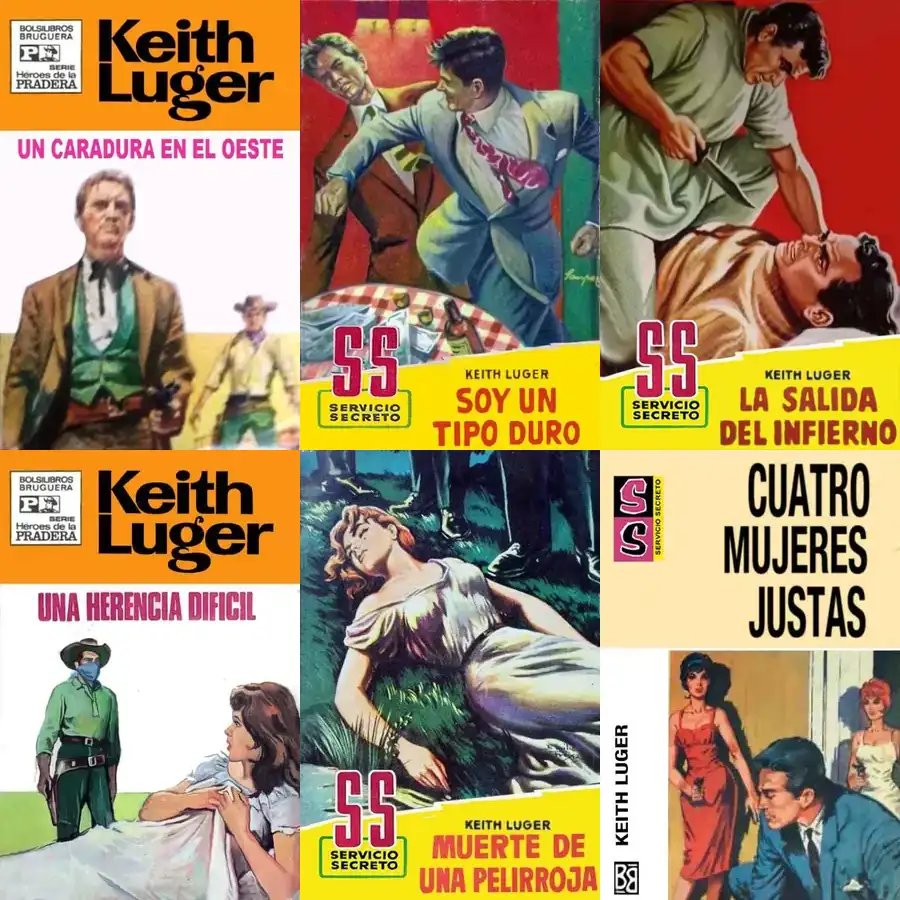 BOLSILIBROS
BRUGUERA
SERIE
Héroes de la
PRADERA
Keith
Luger
UN CARADURA EN EL OESTE
SS
SERVICIO
SECRETO
KEITH LUGER
SOY UN
TIPO DURO
SS
SERVICIO
SECRETO
KEITH LUGER
LA SALIDA
DEL INFIERNO
BOLSILIBROS
BRUGUERA
SERIE
Héroes de la
PRADERA
Keith
Luger
UNA HERENCIA DIFICIL
SS
SERVICIO
SECRETO
KEITH LUGER
MUERTE DE
UNA PELIRROJA
SS
SERVICIO SECRETO
CUATRO
MUJERES
JUSTAS
KEITH LUGER